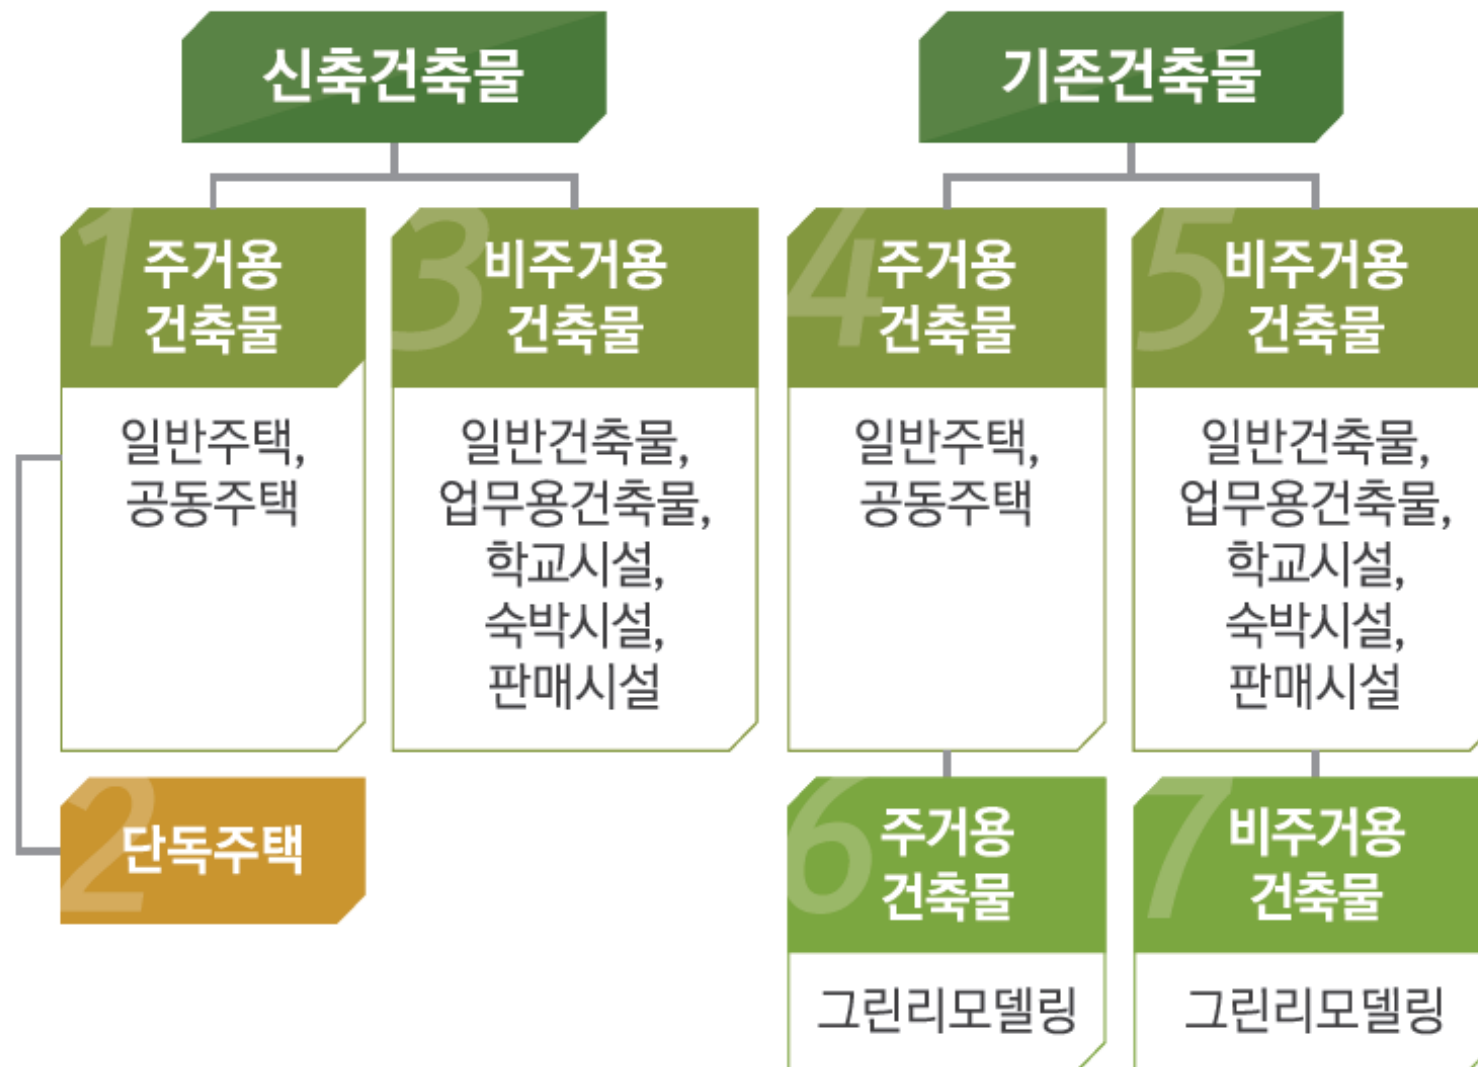 신축건축물
1
주거용
건축물
일반주택,
공동주택
2
단독주택
3
비주거용
건축물
일반건축물,
업무용건축물,
학교시설,
숙박시설,
판매시설
기존건축물
4
주거용
건축물
일반주택,
공동주택
5
비주거용
건축물
일반건축물,
업무용건축물,
학교시설,
숙박시설,
판매시설
6
주거용
건축물
그린리모델링
7
비주거용
건축물
그린리모델링